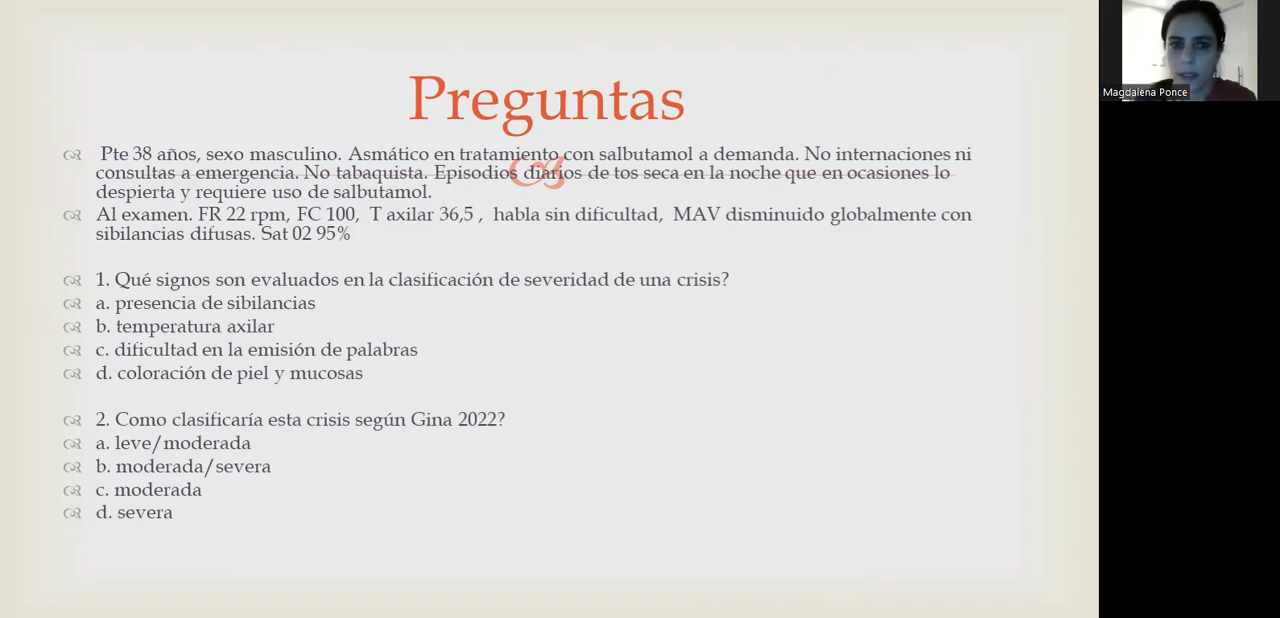 Preguntas
Pte 38 años, sexo masculino. Asmático en tratamiento con salbutamol a demanda. No internaciones ni
consultas a emergencia. No tabaquista. Episodios diarios de tos seca en la noche que en ocasiones lo
despierta y requiere uso de salbutamol.
Al examen. FR 22 rpm, FC 100, T axilar 36,5 , habla sin dificultad, MAV disminuido globalmente con
sibilancias difusas. Sat 02 95%
1. Qué signos son evaluados en la clasificación de severidad de una crisis?
a. presencia de sibilancias
b. temperatura axilar
c. dificultad en la emisión de palabras
d. coloración de piel y mucosas
2. Como clasificaría esta crisis según Gina 2022?
a. leve/moderada
b. moderada/severa
c. moderada
d. severa
Magdalena Ponce